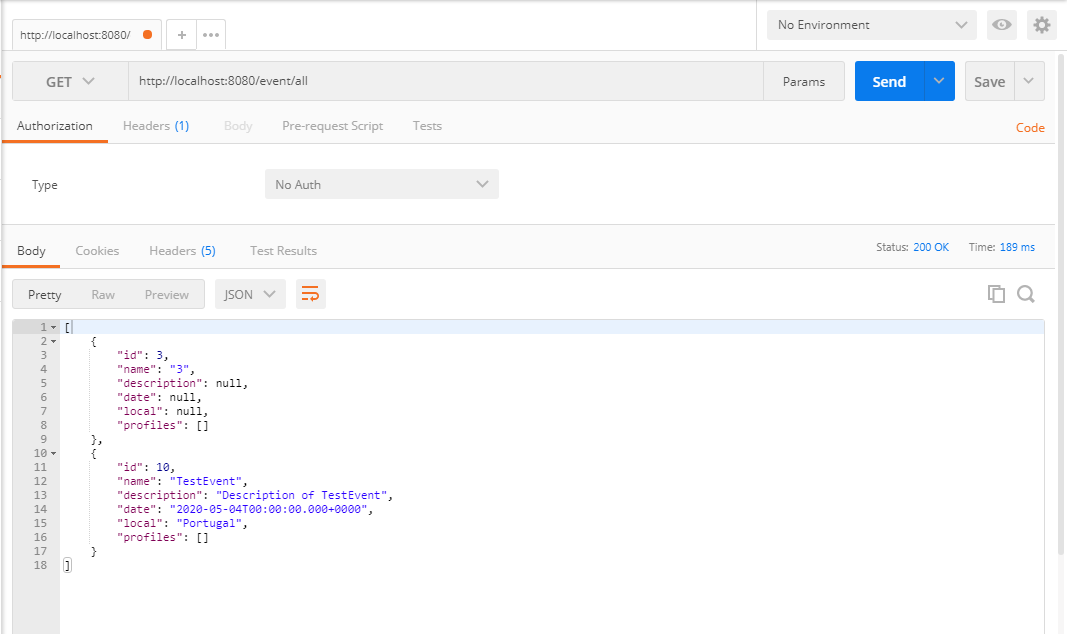 http://localhost:8080/ + ••• No Environment
GET http://localhost:8080/event/all Params Send Save
Authorization Headers (1) Body Pre-request Script Tests Code
Type No Auth
Body Cookies Headers (5) Test Results Status: 200 OK Time: 189 ms
Pretty Raw Preview JSON
1 [
2 {
3 "id": 3,
4 "name": "3",
5 "description": null,
6 "date": null,
7 "local": null,
8 "profiles": []
9 },
10 {
11 "id": 10,
12 "name": "TestEvent",
13 "description": "Description of TestEvent",
14 "date": "2020-05-04T00:00:00.000+0000",
15 "local": "Portugal",
16 "profiles": []
17 }
18 ]